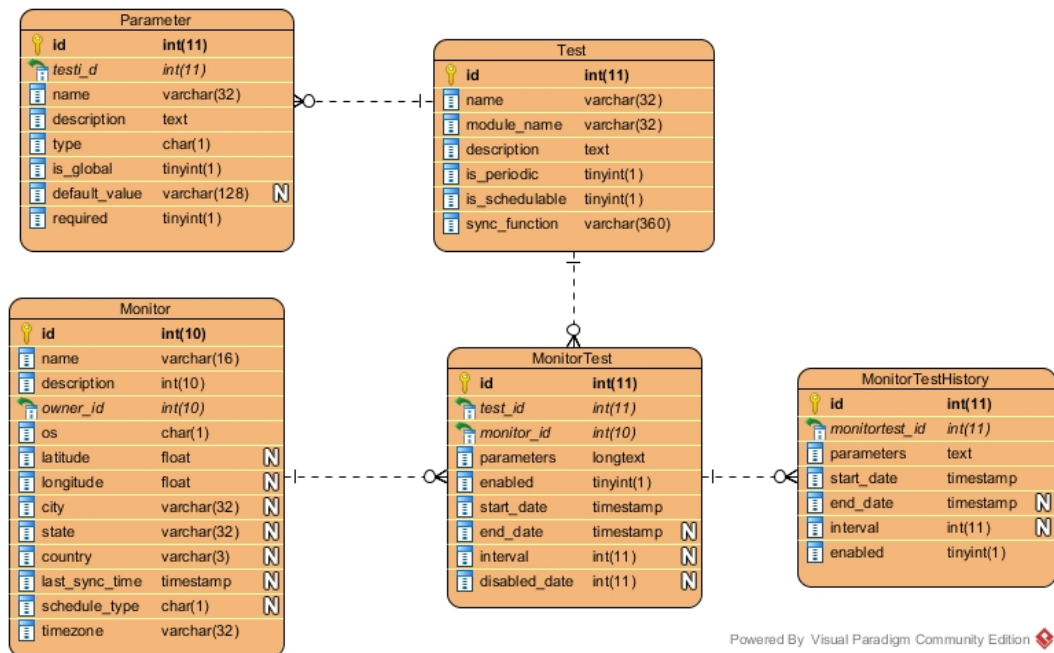 Parameter
id int(11)
testi_d int(11)
name varchar(32)
description text
type char(1)
is_global tinyint(1)
default_value varchar(128) N
required tinyint(1)
Test
id int(11)
name varchar(32)
module_name varchar(32)
description text
is_periodic tinyint(1)
is_schedulable tinyint(1)
sync_function varchar(360)
Monitor
id int(10)
name varchar(16)
description int(10)
owner_id int(10)
os char(1)
latitude float N
longitude float N
city varchar(32) N
state varchar(32) N
country varchar(3) N
last_sync_time timestamp N
schedule_type char(1) N
timezone varchar(32)
MonitorTest
id int(11)
test_id int(11)
monitor_id int(10)
parameters longtext
enabled tinyint(1)
start_date timestamp
end_date timestamp N
interval int(11) N
disabled_date int(11) N
MonitorTestHistory
id int(11)
monitortest_id int(11)
parameters text
start_date timestamp
end_date timestamp N
interval int(11) N
enabled tinyint(1)
Powered By Visual Paradigm Community Edition